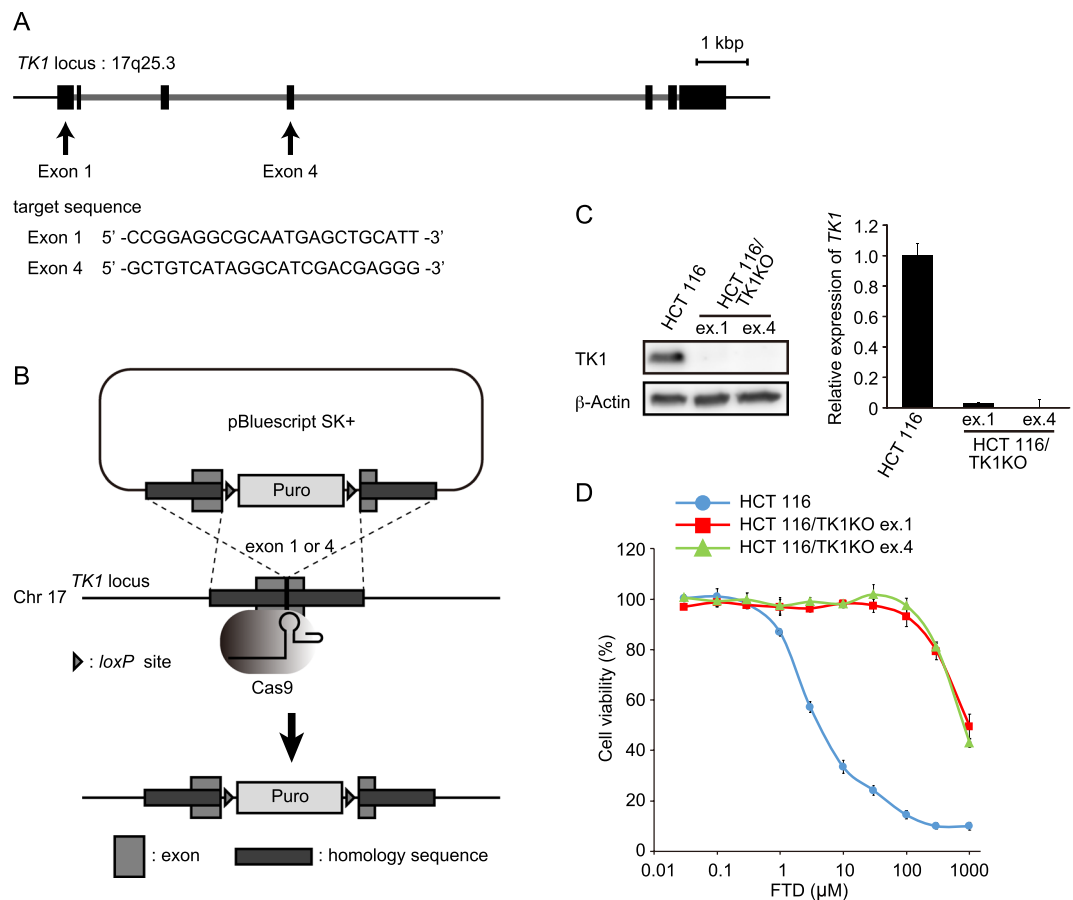 A
TK1 locus : 17q25.3
1 kbp
Exon 1
Exon 4
target sequence
Exon 1 5’ -CCGGAGGCGCAATGAGCTGCATT -3’
Exon 4 5’ -GCTGTCATAGGCATCGACGAGGG -3’
B
pBluescript SK+
Puro
exon 1 or 4
TK1 locus
Chr 17
: loxP site
Cas9
Puro
: exon
: homology sequence
C
HCT 116
HCT 116/
TK1KO
ex.1
ex.4
TK1
β-Actin
Relative expression of TK1
1.2
1.0
0.8
0.6
0.4
0.2
0
HCT 116
ex.1
ex.4
HCT 116/
TK1KO
D
HCT 116
HCT 116/TK1KO ex.1
HCT 116/TK1KO ex.4
Cell viability (%)
120
100
80
60
40
20
0
0.01
0.1
1
10
100
1000
FTD (μM)